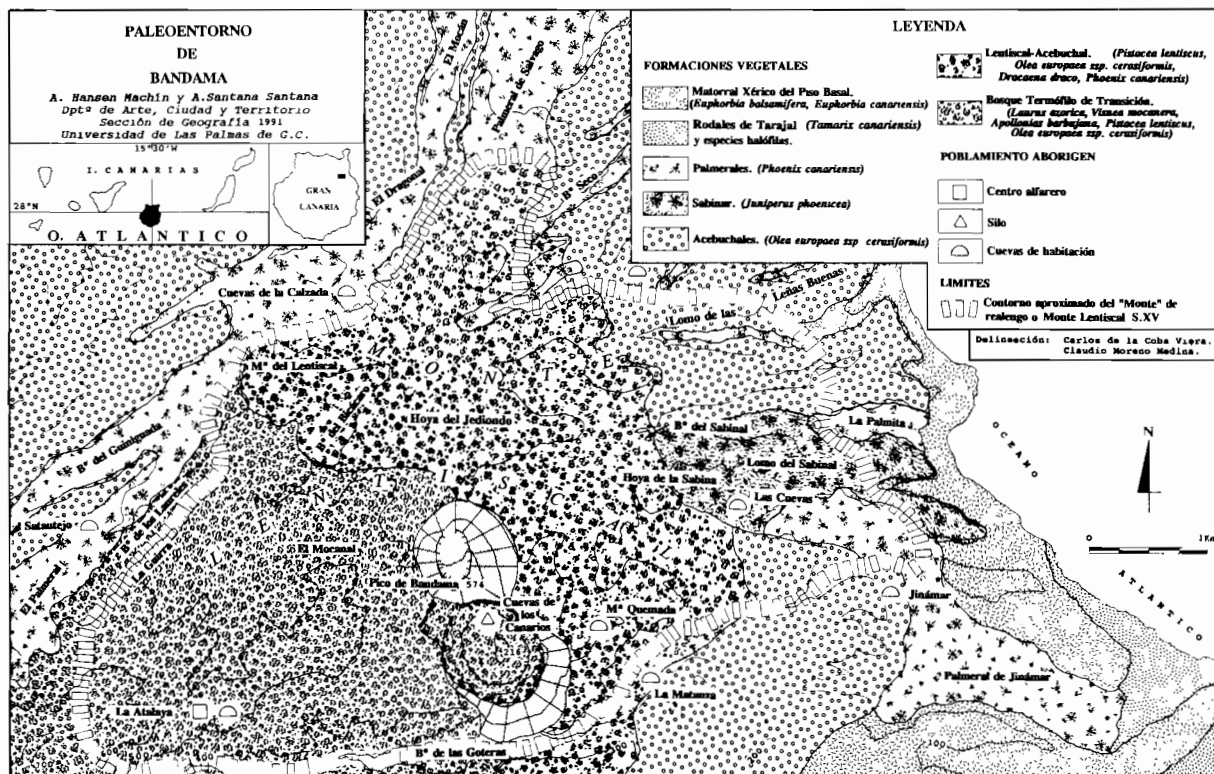 PALEOENTORNO
DE
BANDAMA
A. Hansen Machín y A.Santana Santana
Dptº de Arte, Ciudad y Territorio
Sección de Geografía 1991
Universidad de Las Palmas de G.C.
15°30'W
I. CANARIAS
28°N
O. ATLANTICO
GRAN
CANARIA
LEYENDA
FORMACIONES VEGETALES
Matorral Xérico del Piso Basal.
(Euphorbia balsamifera, Euphorbia canariensis)
Rodales de Tarajal (Tamarix canariensis)
y especies halófitas.
Palmerales. (Phoenix canariensis)
Sabinar. (Juniperus phoenicea)
Acebuchales. (Olea europaea ssp cerasiformis)
Lentiscal-Acebuchal. (Pistacea lentiscus,
Olea europaea ssp. cerasiformis,
Dracaena draco, Phoenix canariensis)
Bosque Termófilo de Transición.
(Laurus azorica, Visnea mocanera,
Apollonias barbujana, Pistacea lentiscus,
Olea europaea ssp. cerasiformis)
POBLAMIENTO ABORIGEN
Centro alfarero
Silo
Cuevas de habitación
LIMITES
Contorno aproximado del "Monte" de
realengo o Monte Lentiscal S.XV
Delineación: Carlos de la Coba Viera.
Claudio Moreno Medina.
El Morán
Palmeral de Salvago
El Dragonal
Bº Seco
Cuevas de la Calzada
Leñas Buenas
Lomo de las
Mª del Lentiscal
MONTE
Hoya del Jediondo
Bº del Sabinal
La Palmita
OCEANO
N
Bº del Guiniguada
Lomo del Sabinal
Hoya de la Sabina
Las Cuevas
LENTISCAL
Satautejo
El Mocanal
0
1Km
El Palmeral
Pico de Bandama 574
ATLANTICO
Cuevas de
los
Canarios
Mª Quemada
Jinámar
La Matanza
Palmeral de Jinámar
La Atalaya
Bº de las Goteras